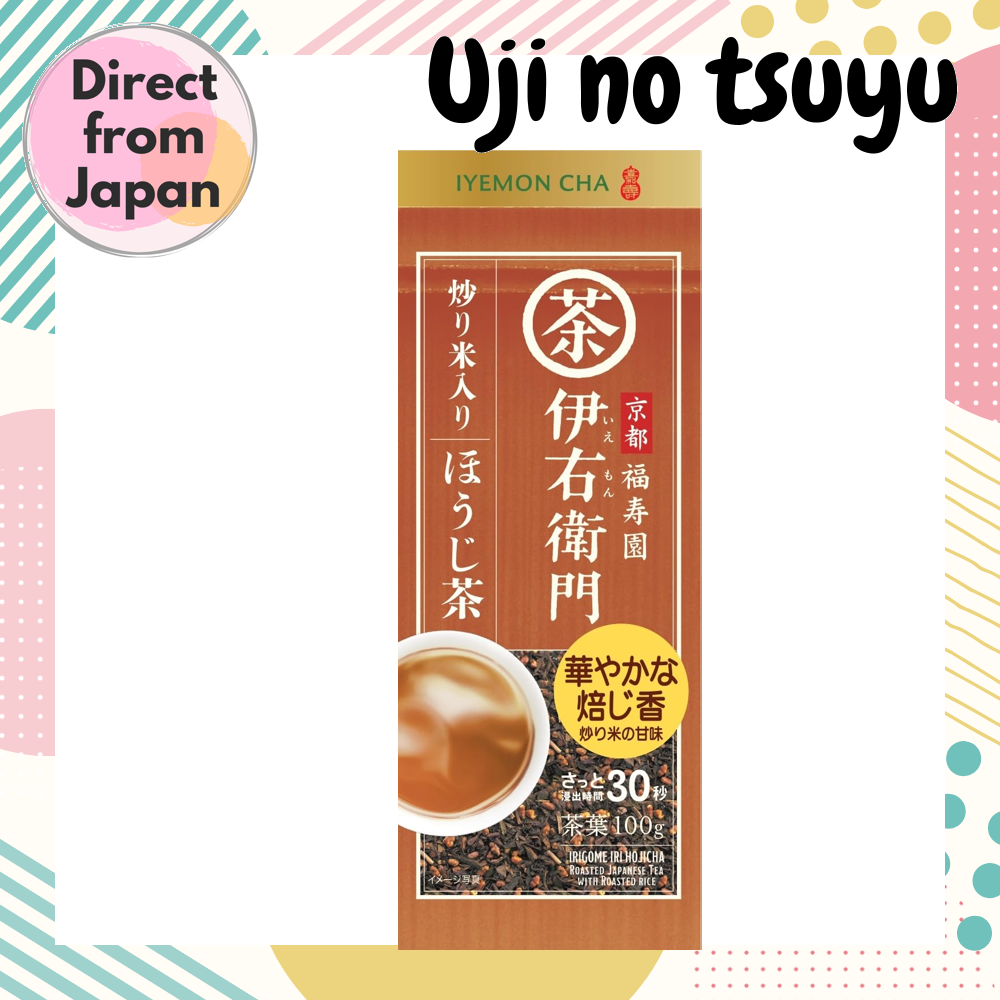 Direct
from
Japan
Uji no tsuyu
IYEMON CHA
茶
京都 福寿園
伊右衛門
いえもん
炒り米入り ほうじ茶
華やかな
焙じ香
炒り米の甘味
さっと
浸出時間 30秒
茶葉100g
IRIGOME IRI HOJICHA
ROASTED JAPANESE TEA
WITH ROASTED RICE
イメージ写真